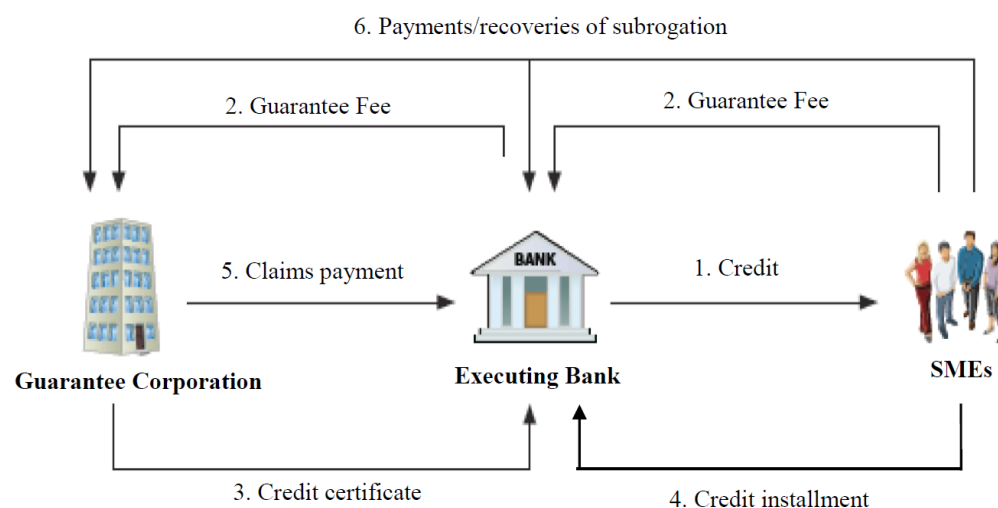 6. Payments/recoveries of subrogation
2. Guarantee Fee
2. Guarantee Fee
BANK
5. Claims payment
1. Credit
Guarantee Corporation
Executing Bank
SMEs
3. Credit certificate
4. Credit installment